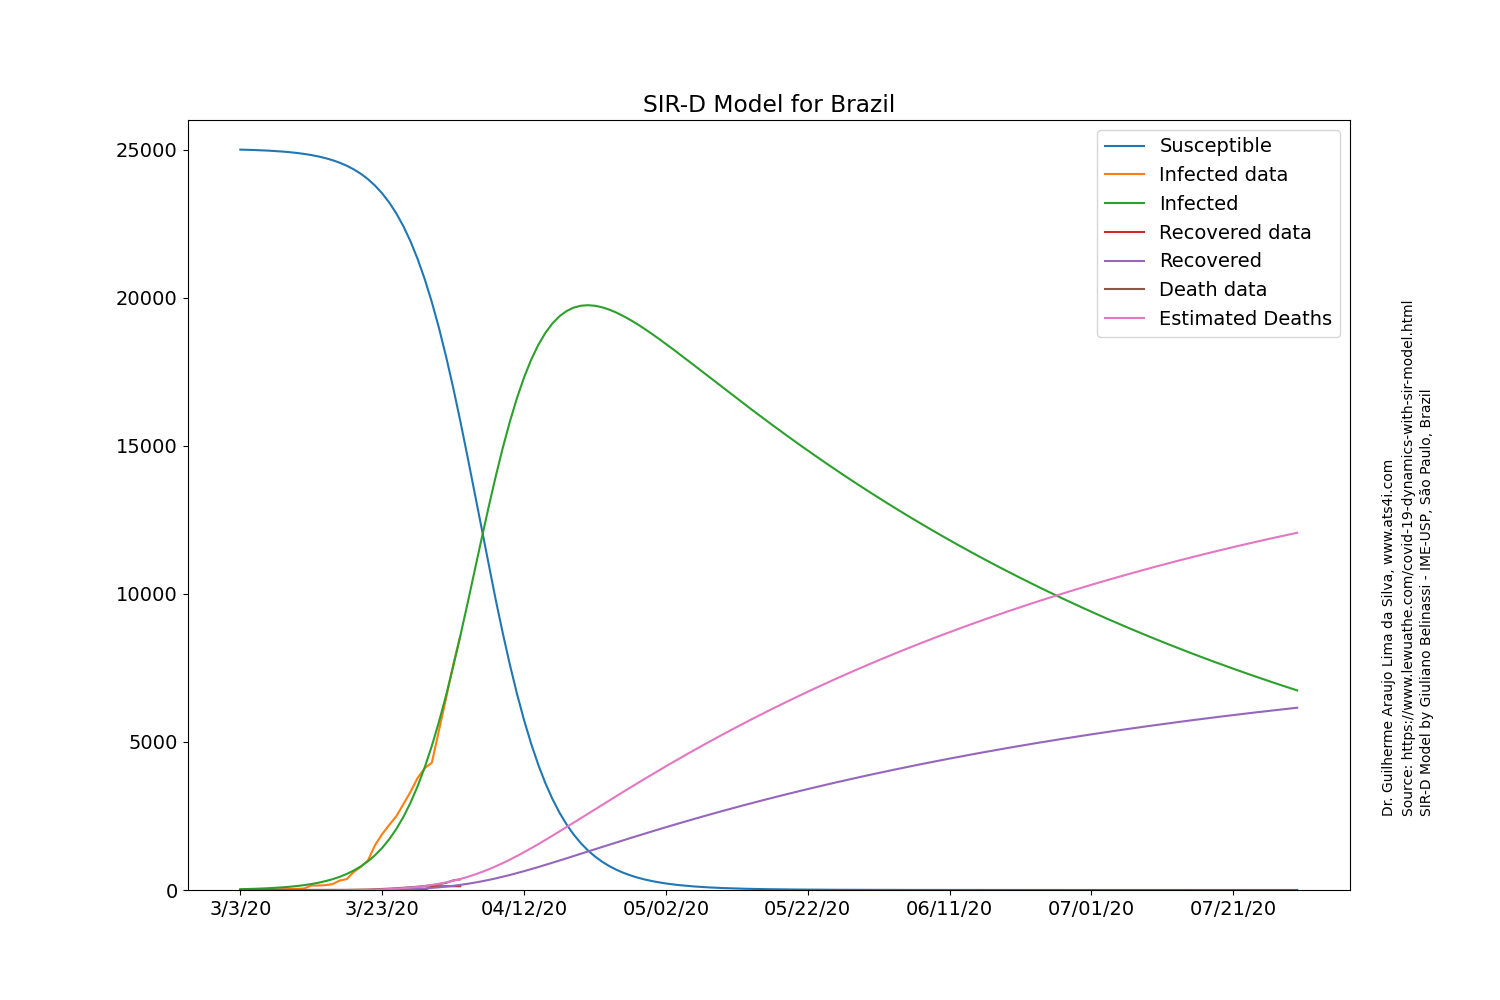 SIR-D Model for Brazil
25000
20000
15000
10000
5000
0
3/3/20
3/23/20
04/12/20
05/02/20
05/22/20
06/11/20
07/01/20
07/21/20
Susceptible
Infected data
Infected
Recovered data
Recovered
Death data
Estimated Deaths
Dr. Guilherme Araujo Lima da Silva, www.ats4i.com
Source: https://www.lewuathe.com/covid-19-dynamics-with-sir-model.html
SIR-D Model by Giuliano Belinassi - IME-USP, São Paulo, Brazil